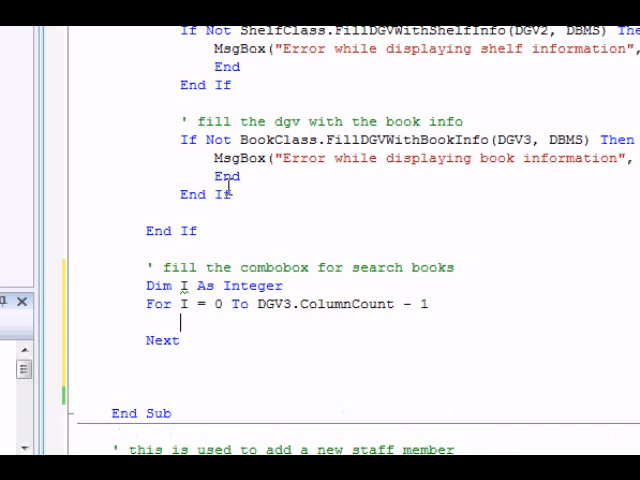 If Not ShelfClass.FillDGVWithShelfInfo(DGV2, DBMS) The
MsgBox("Error while displaying shelf information",
End
End If
' fill the dgv with the book info
If Not BookClass.FillDGVWithBookInfo(DGV3, DBMS) Then
MsgBox("Error while displaying book information",
End
End If
End If
' fill the combobox for search books
Dim I As Integer
For I = 0 To DGV3.ColumnCount - 1
Next
End Sub
' this is used to add a new staff member